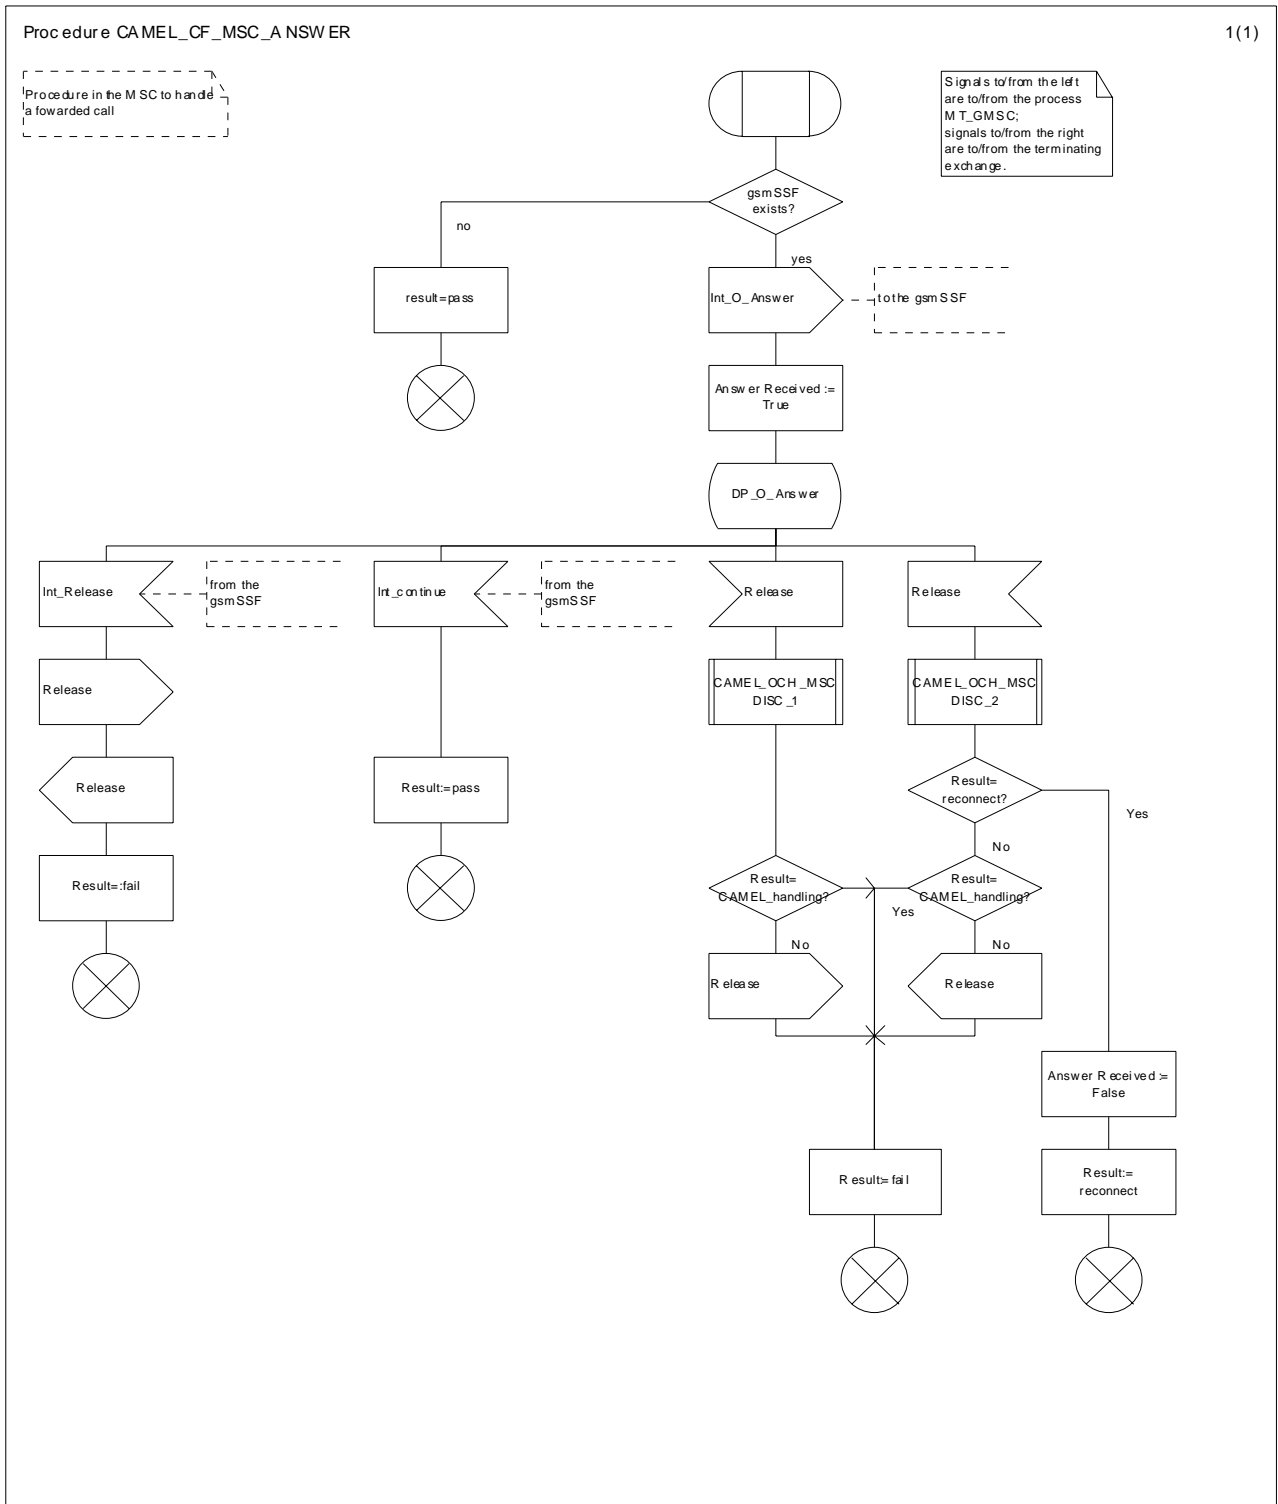 Procedure CAMEL_CF_MSC_ANSWER
1(1)
Procedure in the MSC to handle
a fowarded call
Signals to/from the left
are to/from the process
MT_GMSC;
signals to/from the right
are to/from the terminating
exchange.
gsmSSF
exists?
no
yes
result=pass
Int_O_Answer
to the gsmSSF
Answer Received :=
True
DP_O_Answer
Int_Release
from the
gsmSSF
Int_continue
from the
gsmSSF
Release
Release
Release
CAMEL_OCH_MSC
DISC_1
CAMEL_OCH_MSC
DISC_2
Release
Result:=pass
Result=
reconnect?
Yes
No
Result=:fail
Result=
CAMEL_handling?
Yes
Result=
CAMEL_handling?
No
No
Release
Release
Answer Received :=
False
Result:=fail
Result:=
reconnect